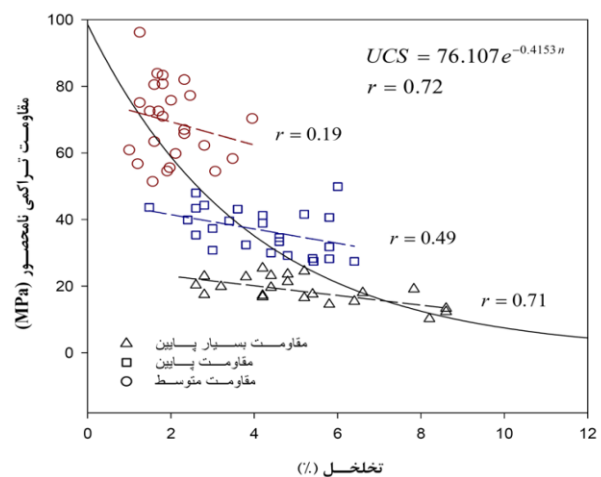 UCS = 76.107e^{-0.4153n}
r = 0.72
r = 0.19
r = 0.49
r = 0.71
مقاومت تراکمی نامحصور (MPa)
100
80
60
40
20
0
مقاومت بسیار پایین
مقاومت پایین
مقاومت متوسط
0 2 4 6 8 10 12
تخلخل (%)